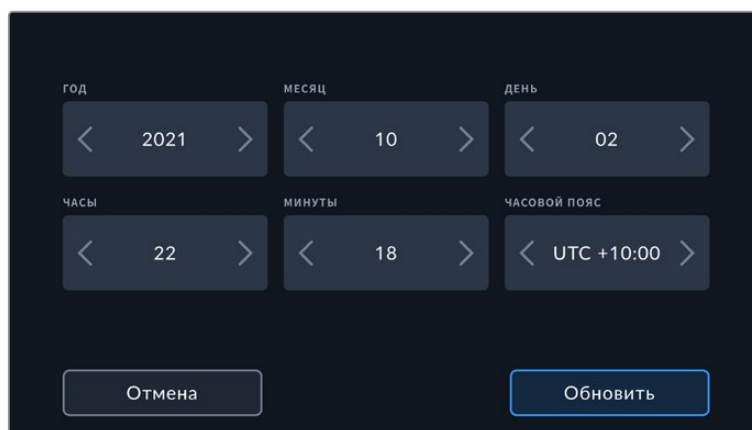 ГОД МЕСЯЦ ДЕНЬ
2021 10 02
ЧАСЫ МИНУТЫ ЧАСОВОЙ ПОЯС
22 18 UTC +10:00
Отмена Обновить